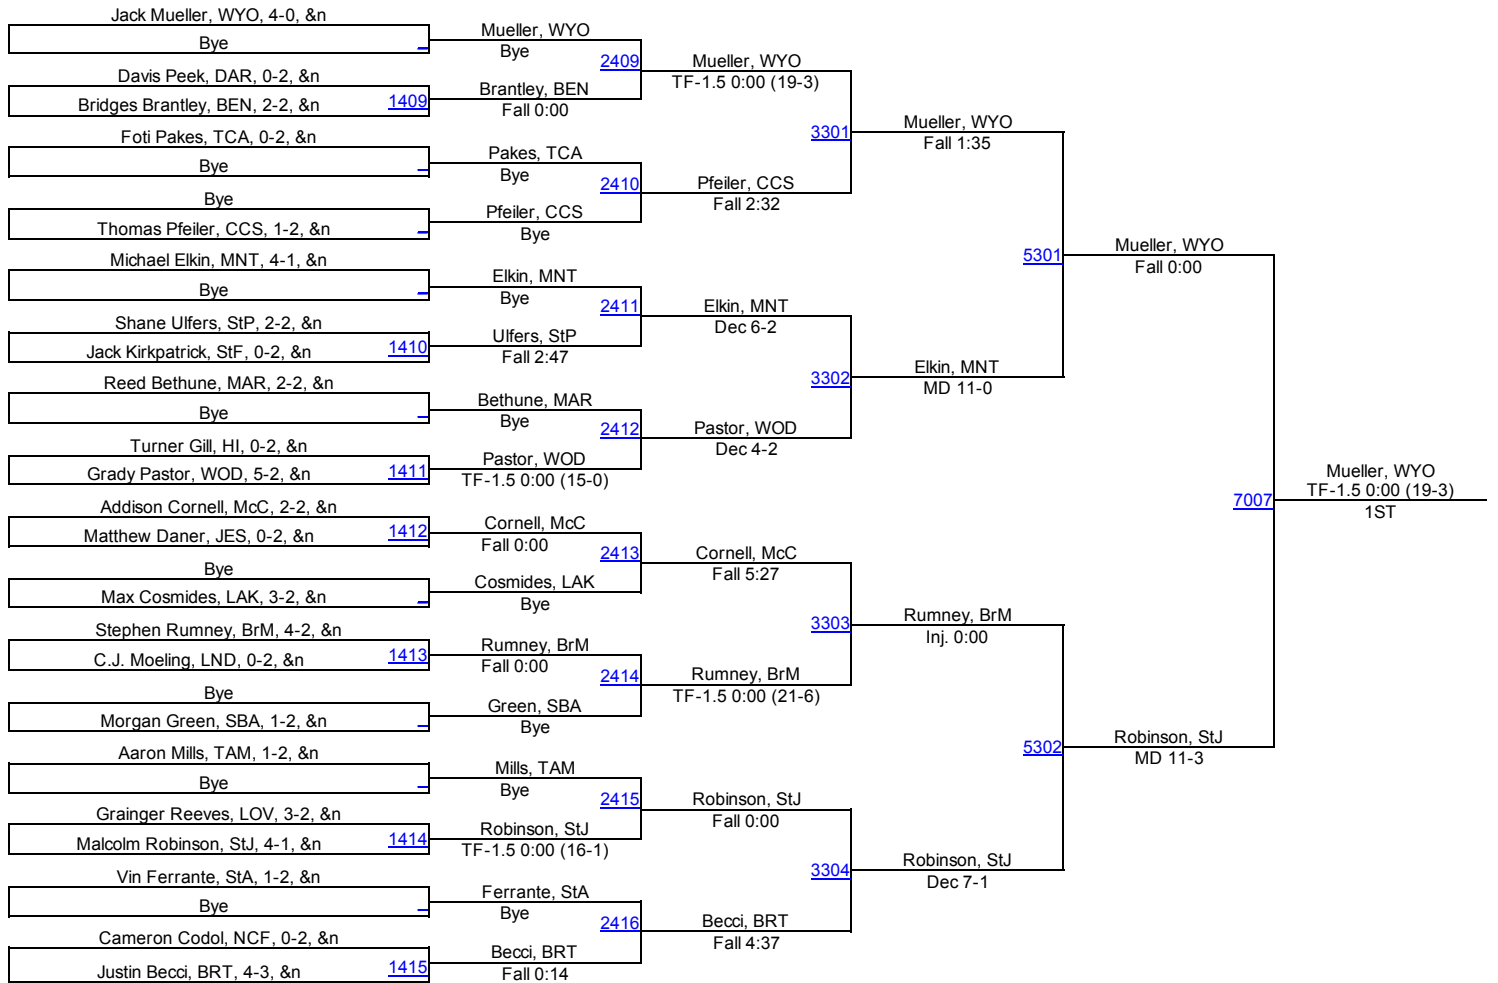 Jack Mueller, WYO, 4-0, &n
Bye
Davis Peek, DAR, 0-2, &n
Bridges Brantley, BEN, 2-2, &n
1409
Foti Pakes, TCA, 0-2, &n
Bye
Bye
Thomas Pfeiler, CCS, 1-2, &n
Michael Elkin, MNT, 4-1, &n
Bye
Shane Ulfers, StP, 2-2, &n
Jack Kirkpatrick, StF, 0-2, &n
1410
Reed Bethune, MAR, 2-2, &n
Bye
Turner Gill, HI, 0-2, &n
Grady Pastor, WOD, 5-2, &n
1411
Addison Cornell, McC, 2-2, &n
Matthew Daner, JES, 0-2, &n
1412
Bye
Max Cosmides, LAK, 3-2, &n
Stephen Rumney, BrM, 4-2, &n
C.J. Moeling, LND, 0-2, &n
1413
Bye
Morgan Green, SBA, 1-2, &n
Aaron Mills, TAM, 1-2, &n
Bye
Grainger Reeves, LOV, 3-2, &n
Malcolm Robinson, StJ, 4-1, &n
1414
Vin Ferrante, StA, 1-2, &n
Bye
Cameron Codol, NCF, 0-2, &n
Justin Becci, BRT, 4-3, &n
1415
Mueller, WYO
Bye
2409
Brantley, BEN
Fall 0:00
Pakes, TCA
Bye
2410
Pfeiler, CCS
Bye
Elkin, MNT
Bye
2411
Ulfers, StP
Fall 2:47
Bethune, MAR
Bye
2412
Pastor, WOD
TF-1.5 0:00 (15-0)
Cornell, McC
Fall 0:00
2413
Cosmides, LAK
Bye
Rumney, BrM
Fall 0:00
2414
Green, SBA
Bye
Mills, TAM
Bye
2415
Robinson, StJ
TF-1.5 0:00 (16-1)
Ferrante, StA
Bye
2416
Becci, BRT
Fall 0:14
Mueller, WYO
TF-1.5 0:00 (19-3)
3301
Pfeiler, CCS
Fall 2:32
Elkin, MNT
Dec 6-2
3302
Pastor, WOD
Dec 4-2
Cornell, McC
Fall 5:27
3303
Rumney, BrM
TF-1.5 0:00 (21-6)
Robinson, StJ
Fall 0:00
3304
Becci, BRT
Fall 4:37
Mueller, WYO
Fall 1:35
5301
Elkin, MNT
MD 11-0
Rumney, BrM
Inj. 0:00
5302
Robinson, StJ
Dec 7-1
Mueller, WYO
Fall 0:00
7007
Robinson, StJ
MD 11-3
Mueller, WYO
TF-1.5 0:00 (19-3)
1ST